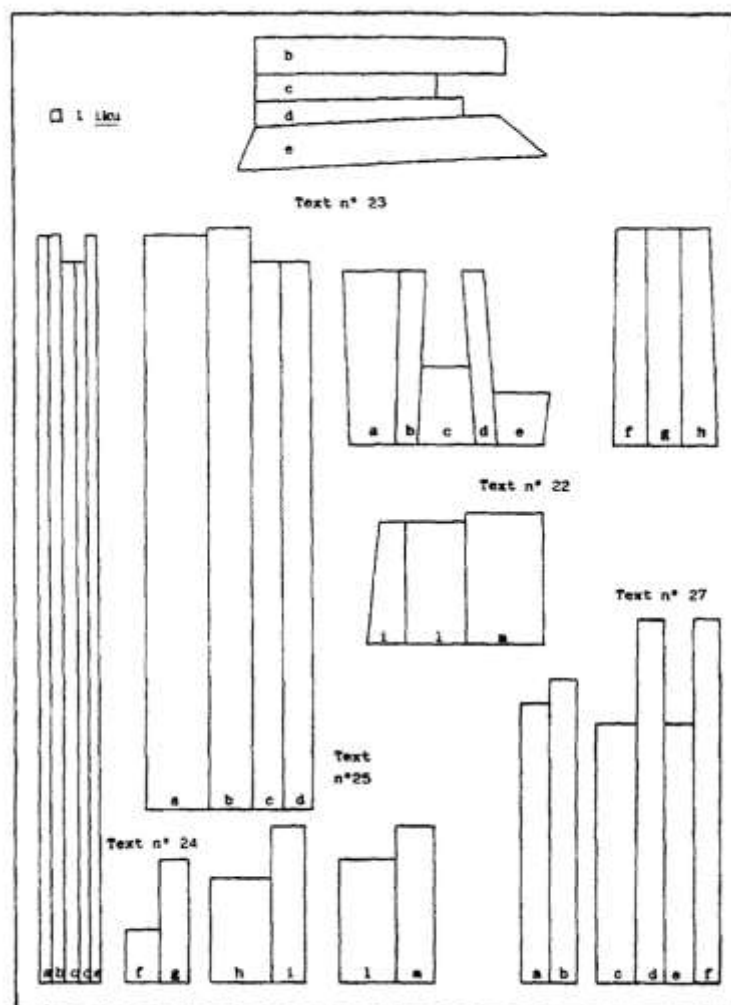 b
c
1 iku
d
e
Text n° 23
a b c d e
f g h
Text n° 22
i l m
Text n° 27
Text
n°25
a b c d
Text n° 24
a b c d e
f g
h i
l m
a b
c d e f